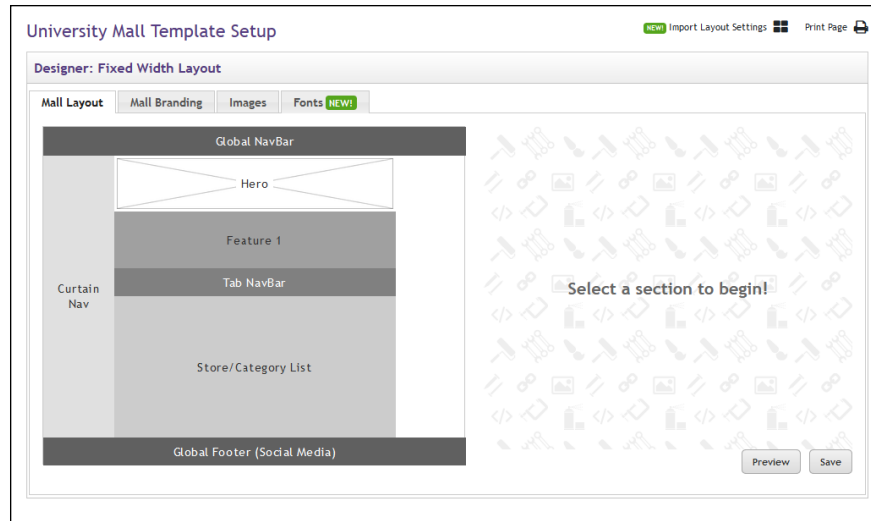 University Mall Template Setup
NEW! Import Layout Settings Print Page
Designer: Fixed Width Layout
Mall Layout Mall Branding Images Fonts NEW!
Global NavBar
Hero
Feature 1
Tab NavBar
Curtain
Nav
Store/Category List
Global Footer (Social Media)
Select a section to begin!
Preview Save